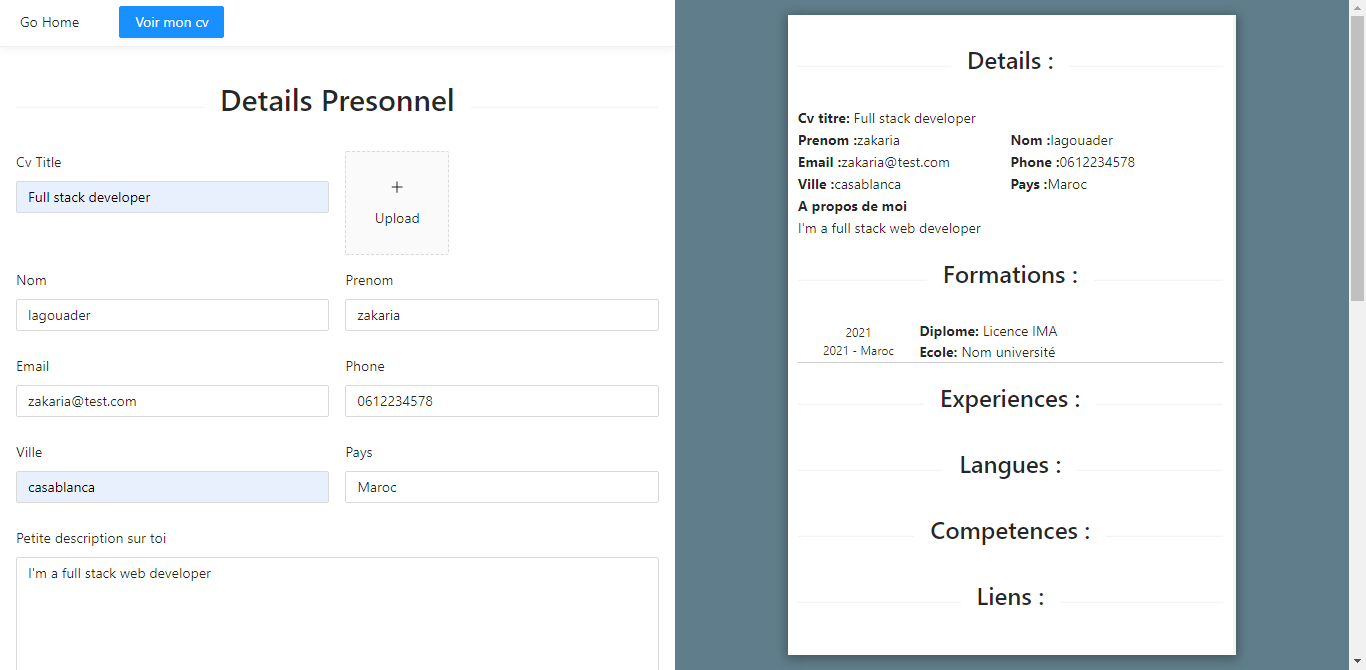 Go Home
Voir mon cv
Details Presonnel
Cv Title
Full stack developer
+
Upload
Nom
Prenom
lagouader
zakaria
Email
Phone
zakaria@test.com
0612234578
Ville
Pays
casablanca
Maroc
Petite description sur toi
I'm a full stack web developer
Details :
Cv titre: Full stack developer
Prenom :zakaria
Nom :lagouader
Email :zakaria@test.com
Phone :0612234578
Ville :casablanca
Pays :Maroc
A propos de moi
I'm a full stack web developer
Formations :
2021
2021 - Maroc
Diplome: Licence IMA
Ecole: Nom université
Experiences :
Langues :
Competences :
Liens :